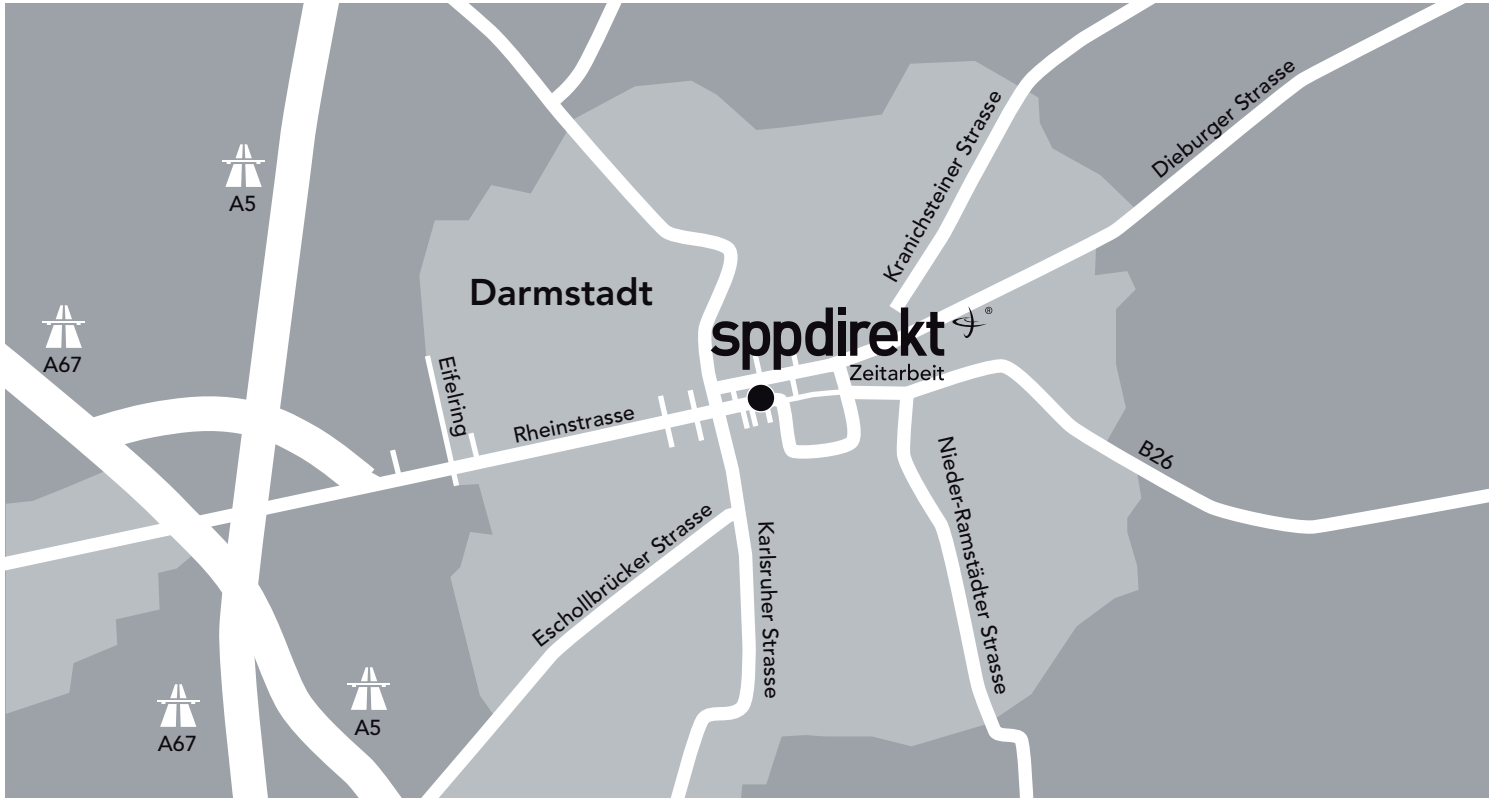 Kranichsteiner Strasse
Dieburger Strasse
A5
Darmstadt
sppdirekt®
Zeitarbeit
A67
Eifelring
Rheinstrasse
B26
Nieder-Ramstädter Strasse
Eschollbrücker Strasse
Karlsruher Strasse
A67
A5